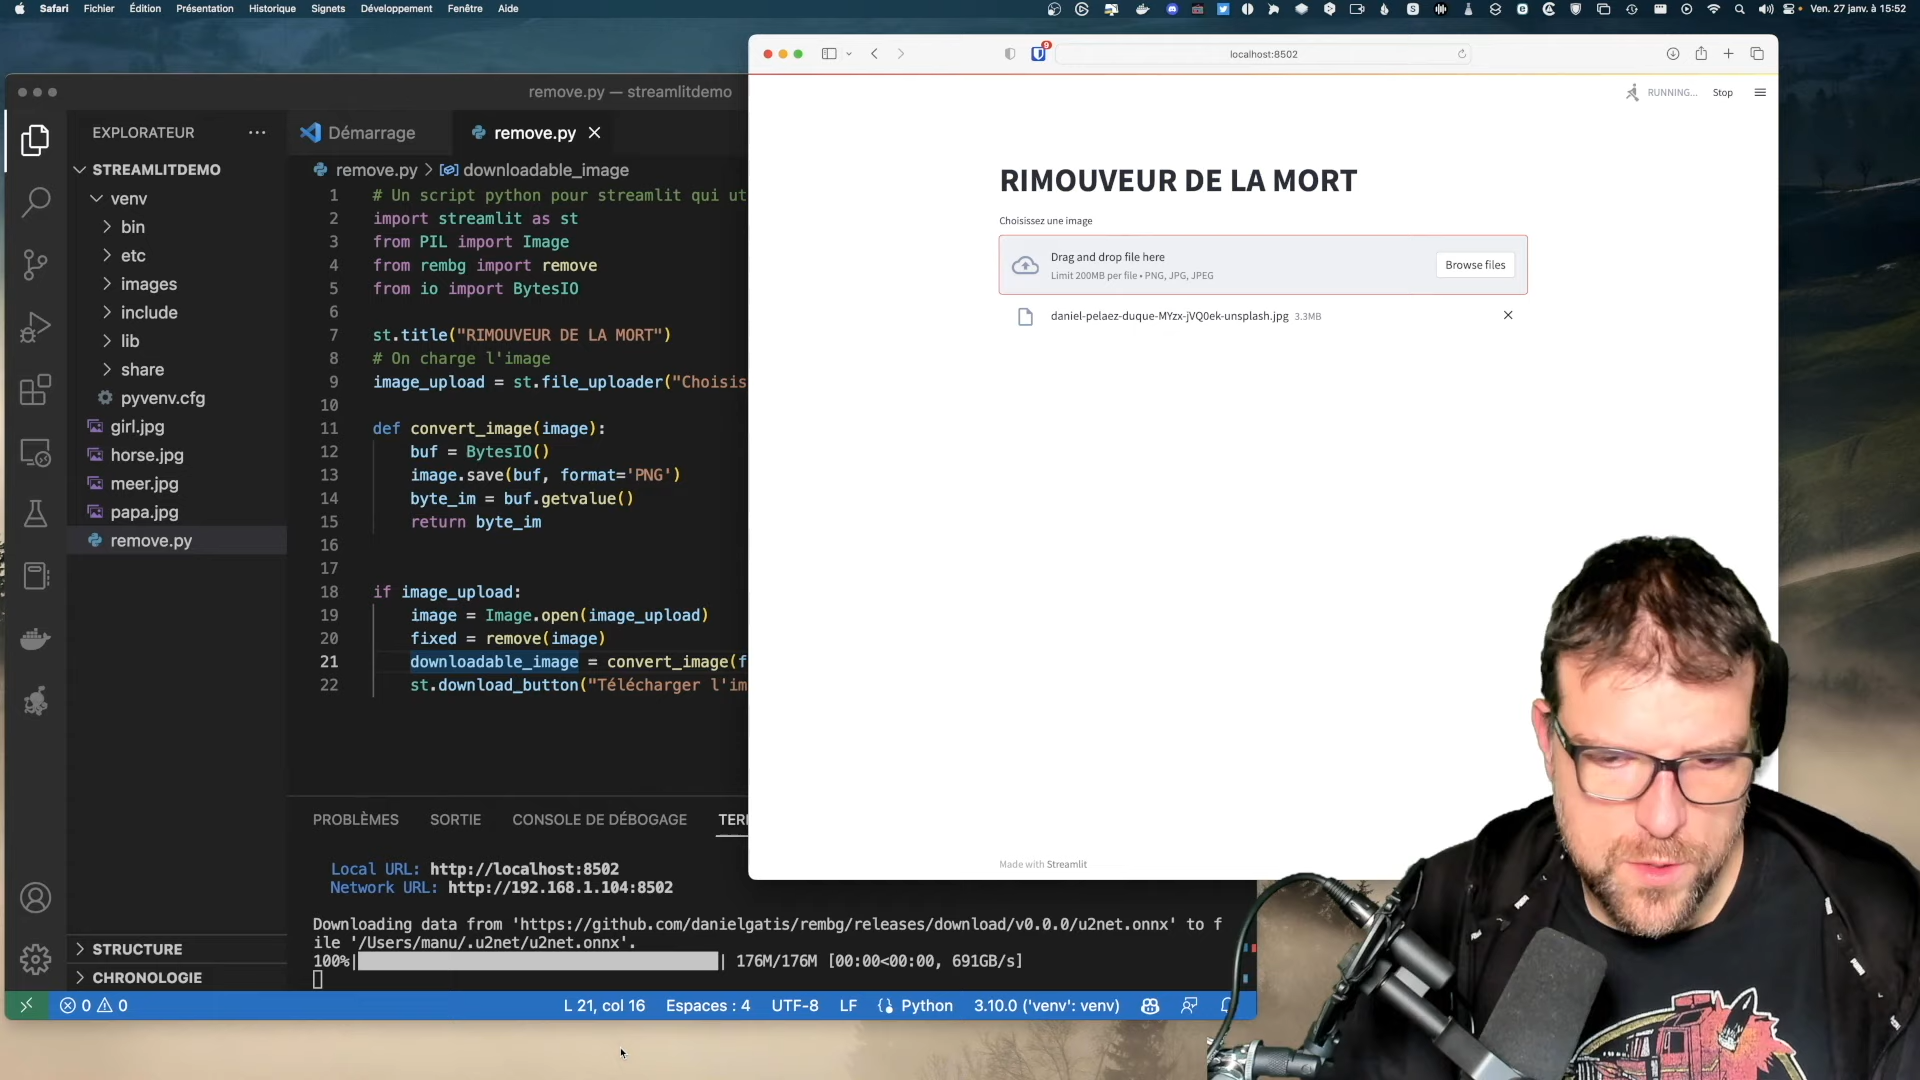 Safari Fichier Édition Présentation Historique Signets Développement Fenêtre Aide
Ven. 27 janv. à 15:52
remove.py — streamlitdemo
EXPLORATEUR
STREAMLITDEMO
venv
bin
etc
images
include
lib
share
pyvenv.cfg
girl.jpg
horse.jpg
meer.jpg
papa.jpg
remove.py
STRUCTURE
CHRONOLOGIE
Démarrage remove.py
remove.py > downloadable_image
1 # Un script python pour streamlit qui ut
2 import streamlit as st
3 from PIL import Image
4 from rembg import remove
5 from io import BytesIO
6
7 st.title("RIMOUVEUR DE LA MORT")
8 # On charge l'image
9 image_upload = st.file_uploader("Choisis
10
11 def convert_image(image):
12 buf = BytesIO()
13 image.save(buf, format='PNG')
14 byte_im = buf.getvalue()
15 return byte_im
16
17
18 if image_upload:
19 image = Image.open(image_upload)
20 fixed = remove(image)
21 downloadable_image = convert_image(f
22 st.download_button("Télécharger l'im
PROBLÈMES SORTIE CONSOLE DE DÉBOGAGE TER
Local URL: http://localhost:8502
Network URL: http://192.168.1.104:8502
Downloading data from 'https://github.com/danielgatis/rembg/releases/download/v0.0.0/u2net.onnx' to f
ile '/Users/manu/.u2net/u2net.onnx'.
100%| | 176M/176M [00:00<00:00, 691GB/s]
0 0 L 21, col 16 Espaces : 4 UTF-8 LF Python 3.10.0 ('venv': venv)
localhost:8502
9
RUNNING... Stop
RIMOUVEUR DE LA MORT
Choisissez une image
Drag and drop file here
Limit 200MB per file • PNG, JPG, JPEG
Browse files
daniel-pelaez-duque-MYzx-jVQ0ek-unsplash.jpg 3.3MB
Made with Streamlit